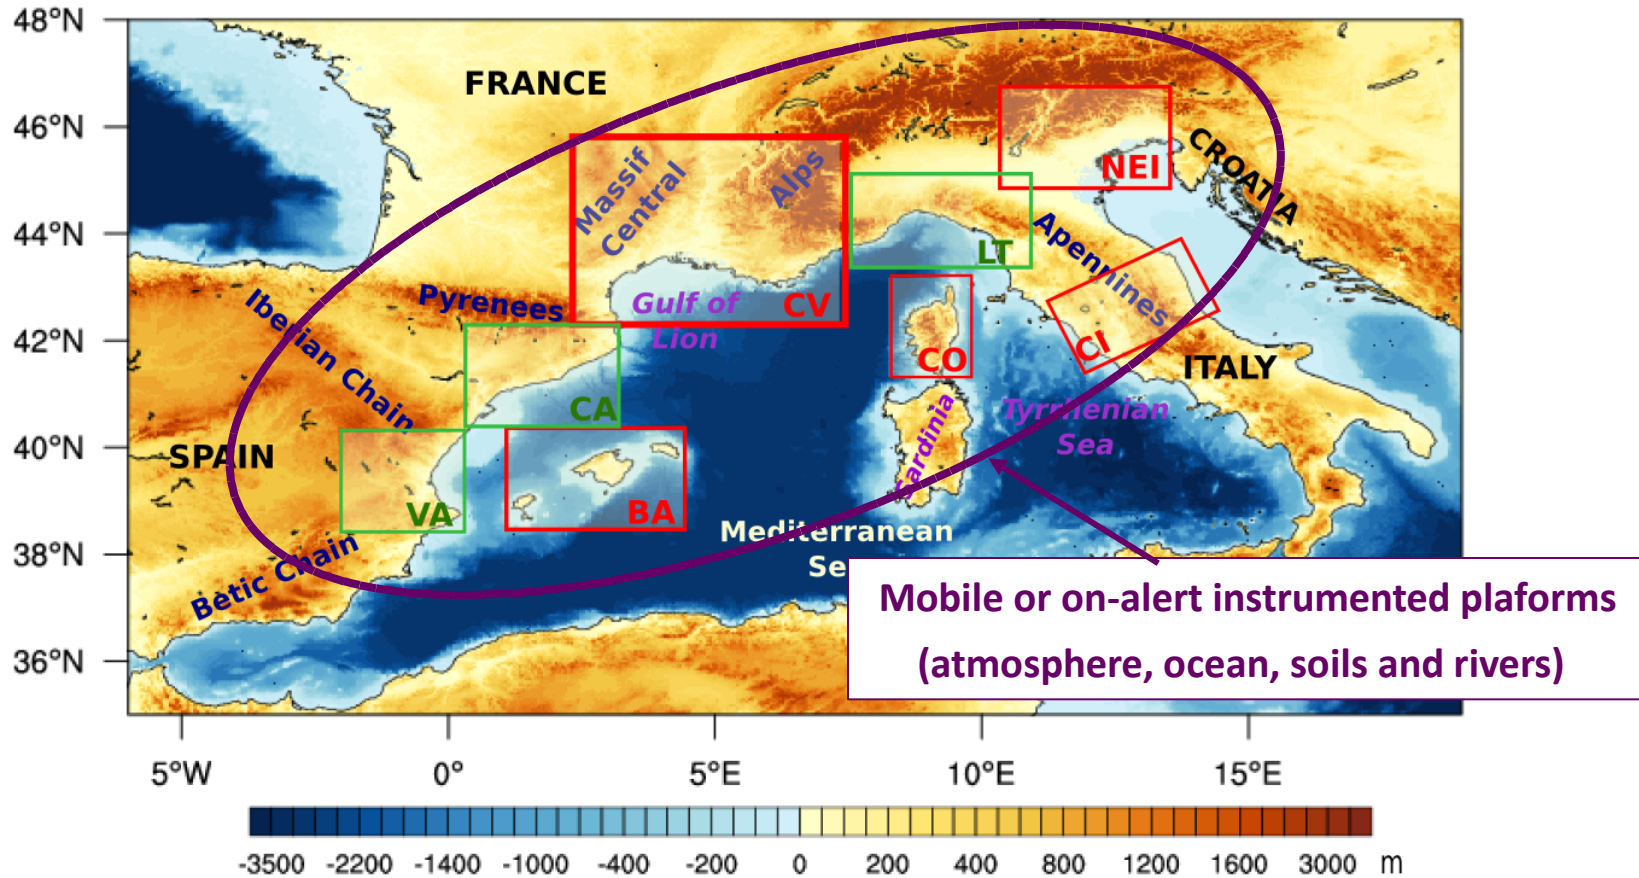 48°N
46°N
44°N
42°N
40°N
38°N
36°N
FRANCE
CROATIA
NEI
Massif
Central
Alps
LT
Apennines
Pyrenees
Gulf of
Lion
CV
Iberian Chain
CO
CI
ITALY
CA
Sardinia
Tyrrhenian
Sea
SPAIN
VA
BA
Mediterranean
Se
Betic Chain
Mobile or on-alert instrumented plaforms
(atmosphere, ocean, soils and rivers)
5°W 0° 5°E 10°E 15°E
-3500 -2200 -1400 -1000 -400 -200 0 200 400 800 1200 1600 3000 m